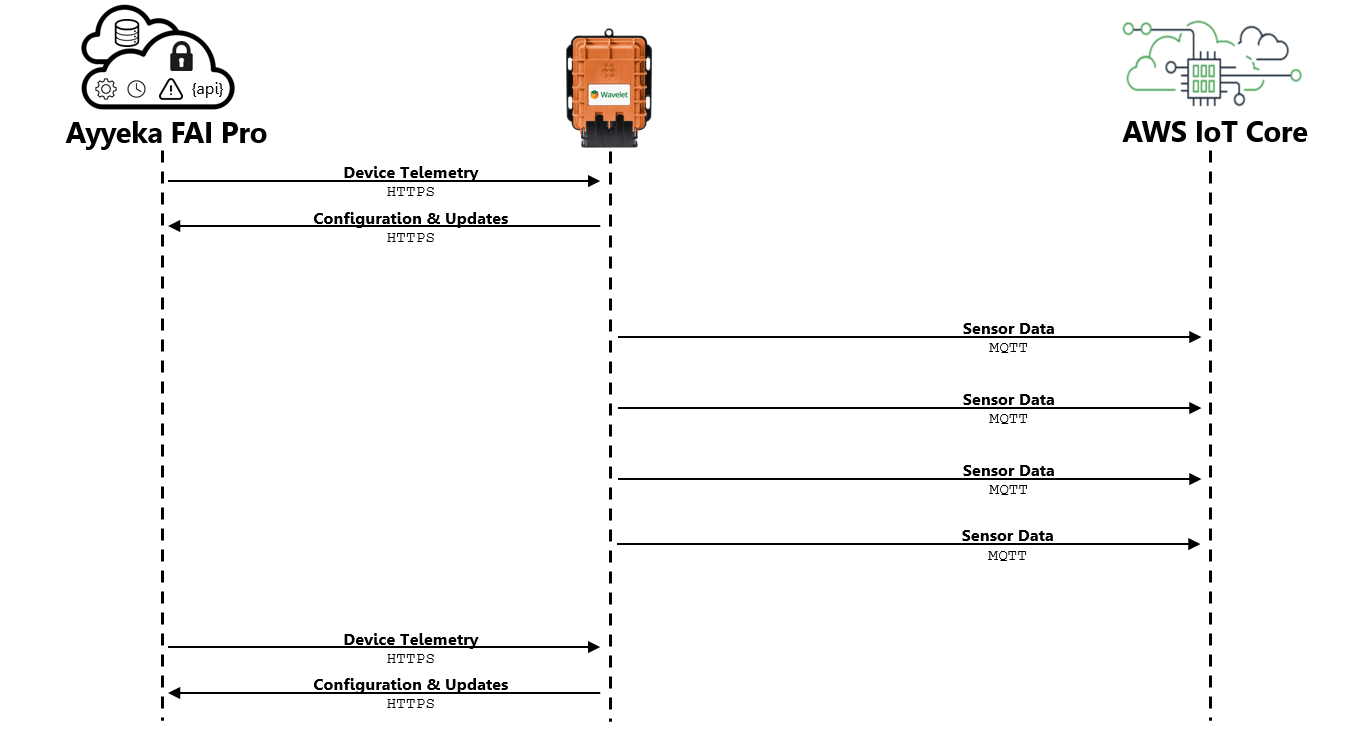 {api}
Wavelet
Ayyeka FAI Pro
AWS IoT Core
Device Telemetry
HTTPS
Configuration & Updates
HTTPS
Sensor Data
MQTT
Sensor Data
MQTT
Sensor Data
MQTT
Sensor Data
MQTT
Device Telemetry
HTTPS
Configuration & Updates
HTTPS